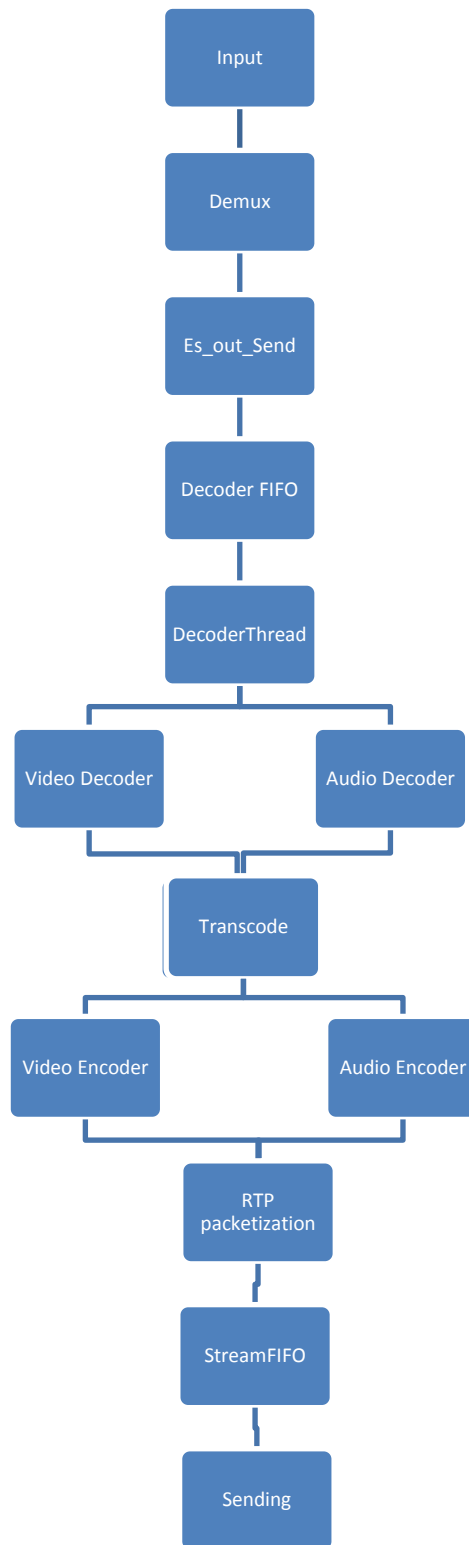 Input
Demux
Es_out_Send
Decoder FIFO
DecoderThread
Video Decoder
Audio Decoder
Transcode
Video Encoder
Audio Encoder
RTP
packetization
StreamFIFO
Sending